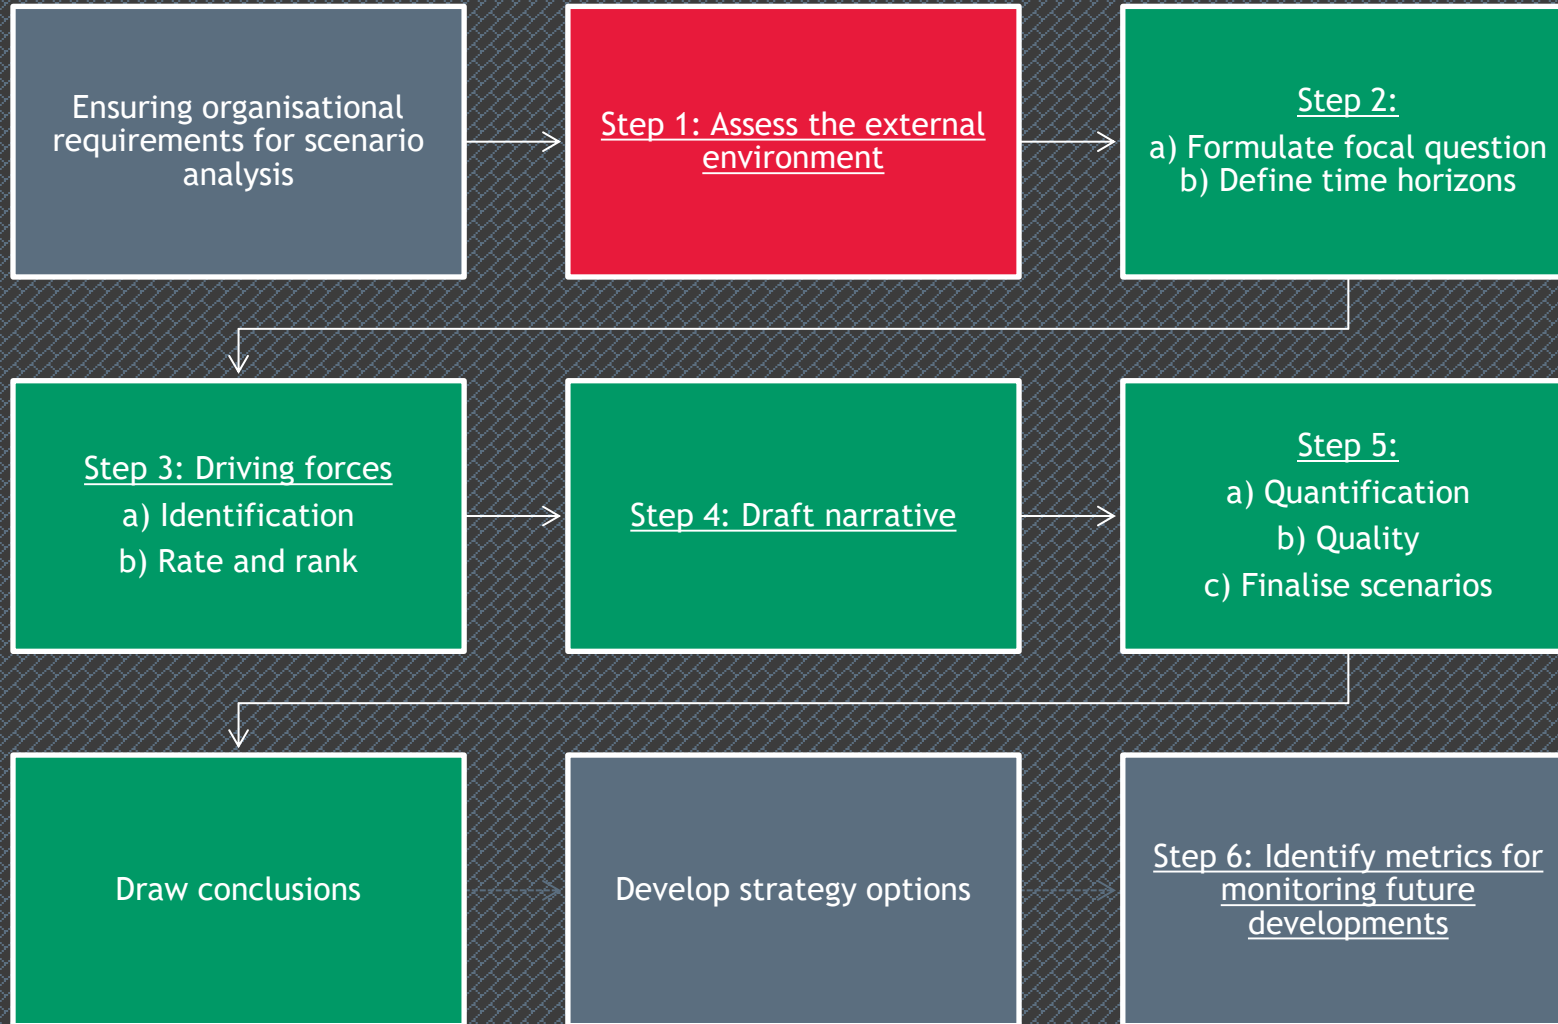 Ensuring organisational
requirements for scenario
analysis
Step 1: Assess the external
environment
Step 2:
a) Formulate focal question
b) Define time horizons
Step 3: Driving forces
a) Identification
b) Rate and rank
Step 4: Draft narrative
Step 5:
a) Quantification
b) Quality
c) Finalise scenarios
Draw conclusions
Develop strategy options
Step 6: Identify metrics for
monitoring future
developments